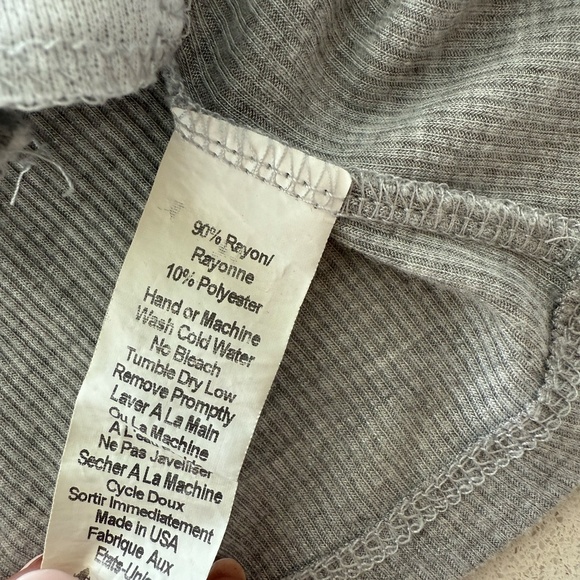 90% Rayon/
Rayonne
10% Polyester
Hand or Machine
Wash Cold Water
No Bleach
Tumble Dry Low
Remove Promptly
Laver A La Main
Ou La Machine
Ne Pas Javelliser
Secher A La Machine
Cycle Doux
Sortir Immediatement
Made in USA
Fabrique Aux